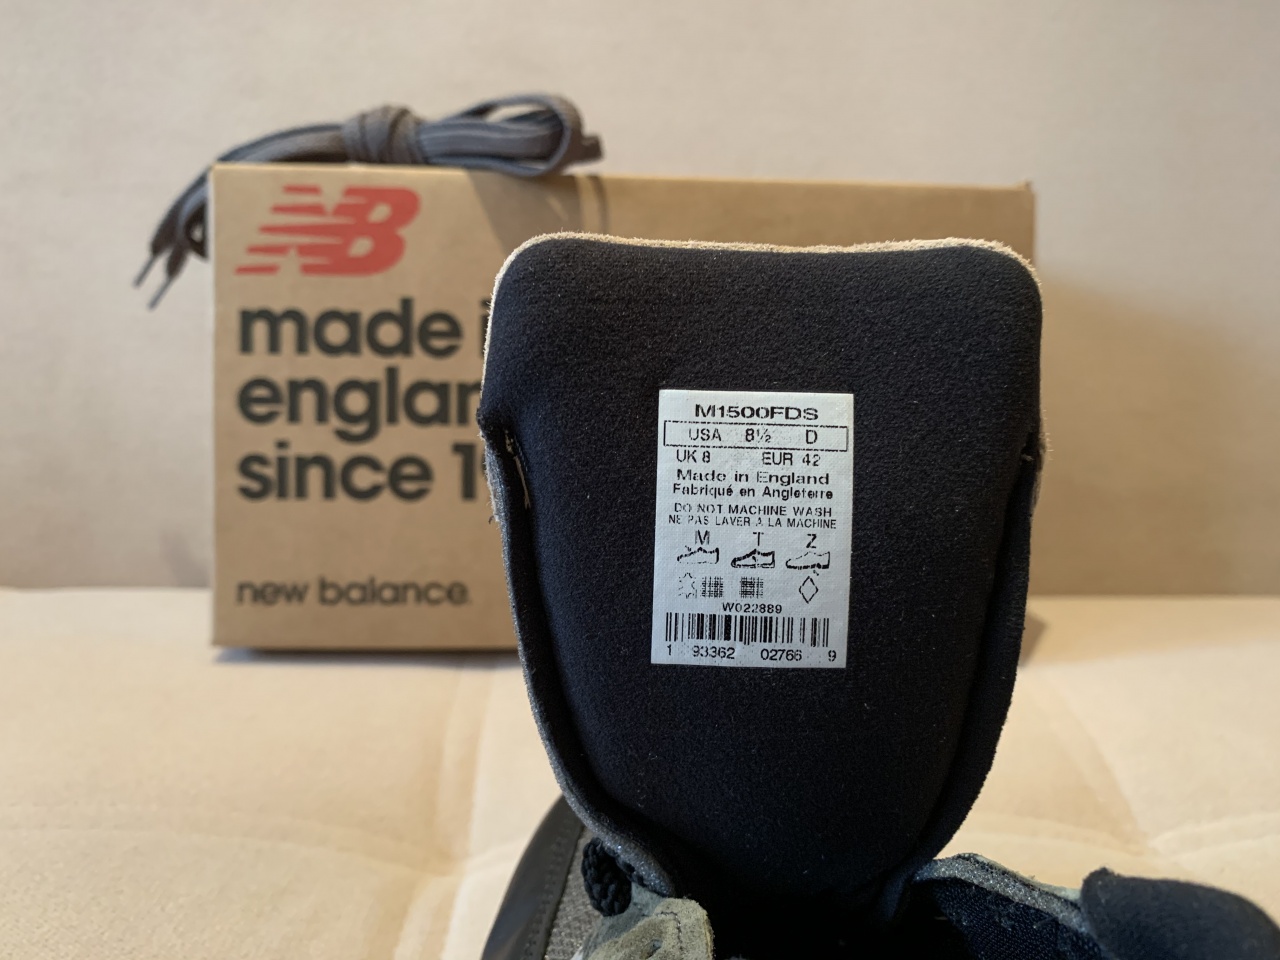 NB
made i
englan
since 1
new balance
M1500FDS
USA 8½ D
UK 8 EUR 42
Made in England
Fabriqué en Angleterre
DO NOT MACHINE WASH
NE PAS LAVER A LA MACHINE
M T Z
W022889
1 93362 02766 9